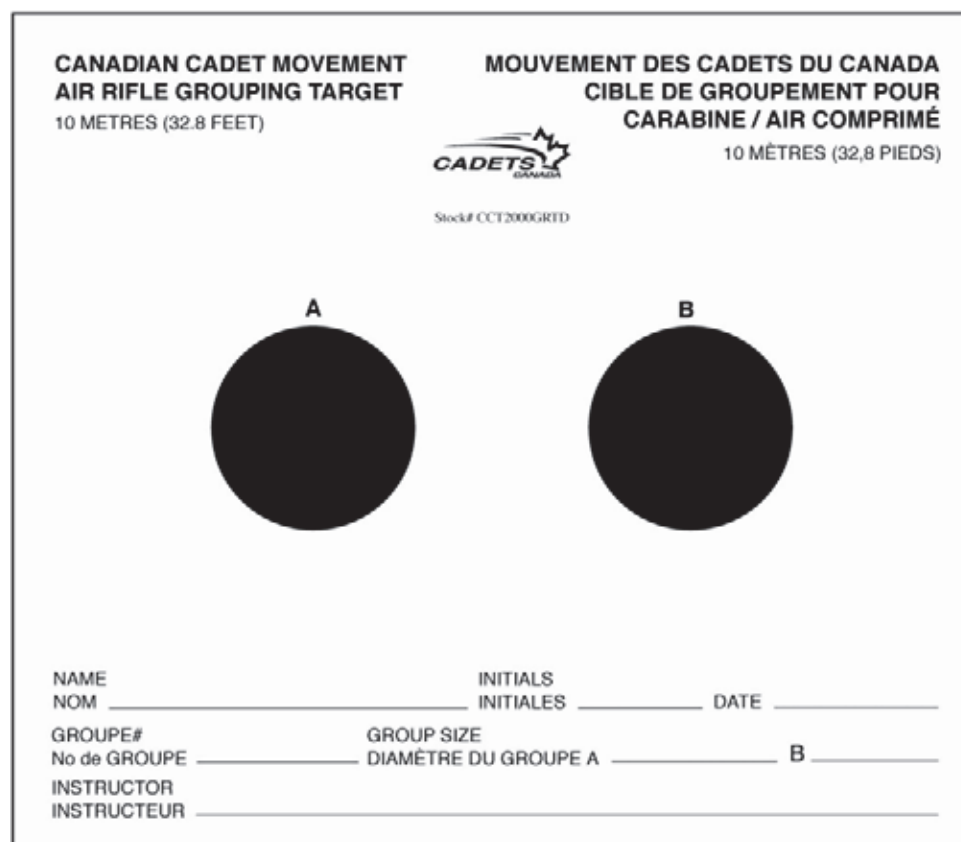 CANADIAN CADET MOVEMENT
AIR RIFLE GROUPING TARGET
10 METRES (32.8 FEET)
MOUVEMENT DES CADETS DU CANADA
CIBLE DE GROUPEMENT POUR
CARABINE / AIR COMPRIMÉ
10 MÈTRES (32,8 PIEDS)
CADETS
CANADA
Stock# CCT2000GRTD
A
B
NAME
NOM
INITIALS
INITIALES
DATE
GROUPE#
No de GROUPE
GROUP SIZE
DIAMÈTRE DU GROUPE A
B
INSTRUCTOR
INSTRUCTEUR